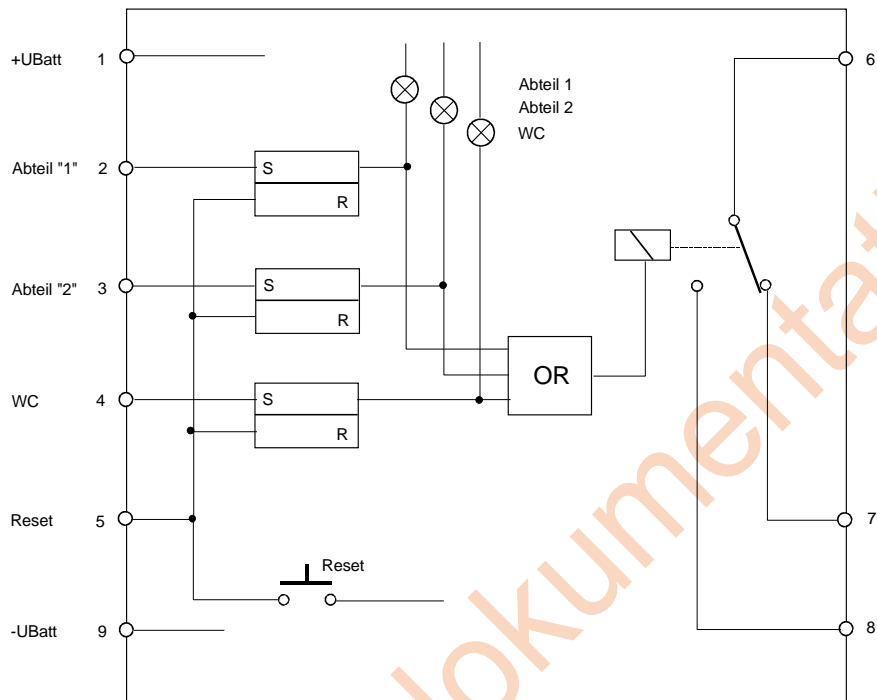 +UBatt 1
6
Abteil 1
Abteil 2
WC
Abteil "1" 2
S
R
Abteil "2" 3
S
R
OR
WC 4
S
R
Reset 5
7
Reset
-UBatt 9
8
dokumentati